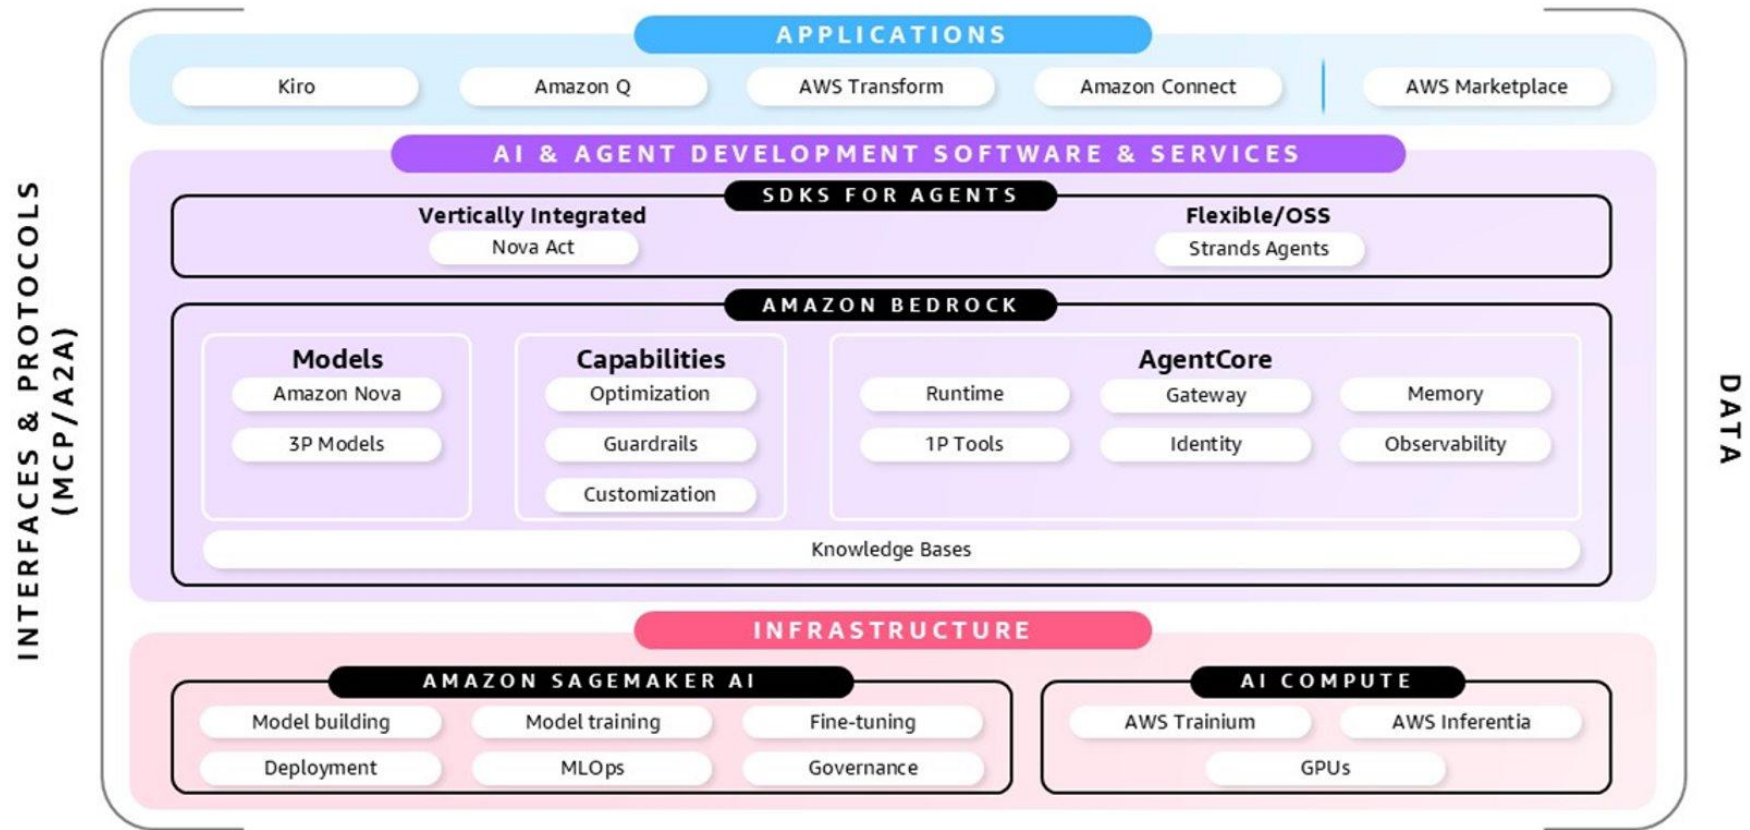 APPLICATIONS
Kiro
Amazon Q
AWS Transform
Amazon Connect
AWS Marketplace
AI & AGENT DEVELOPMENT SOFTWARE & SERVICES
SDKS FOR AGENTS
Vertically Integrated
Nova Act
Flexible/OSS
Strands Agents
AMAZON BEDROCK
Models
Amazon Nova
3P Models
Capabilities
Optimization
Guardrails
Customization
AgentCore
Runtime
Gateway
Memory
1P Tools
Identity
Observability
Knowledge Bases
INFRASTRUCTURE
AMAZON SAGEMAKER AI
Model building
Model training
Fine-tuning
Deployment
MLOps
Governance
AI COMPUTE
AWS Trainium
AWS Inferentia
GPUs
INTERFACES & PROTOCOLS
(MCP/A2A)
DATA